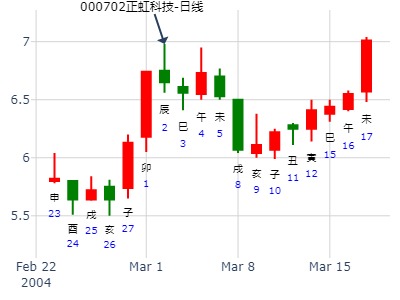 000702正虹科技-日线
7
6.5
6
5.5
申
23
酉
24
戌
25
亥
26
子
27
卯
1
辰
2
巳
3
午
4
未
5
戌
8
亥
9
子
10
丑
11
寅
12
巳
15
午
16
未
17
Feb 22
2004
Mar 1
Mar 8
Mar 15